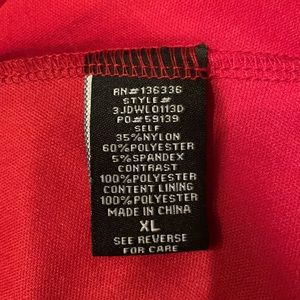 RN#136336
STYLE#
3JDWL0113D
PO#59139
SELF
35%NYLON
60%POLYESTER
5%SPANDEX
CONTRAST
100%POLYESTER
CONTENT LINING
100%POLYESTER
MADE IN CHINA
XL
SEE REVERSE
FOR CARE